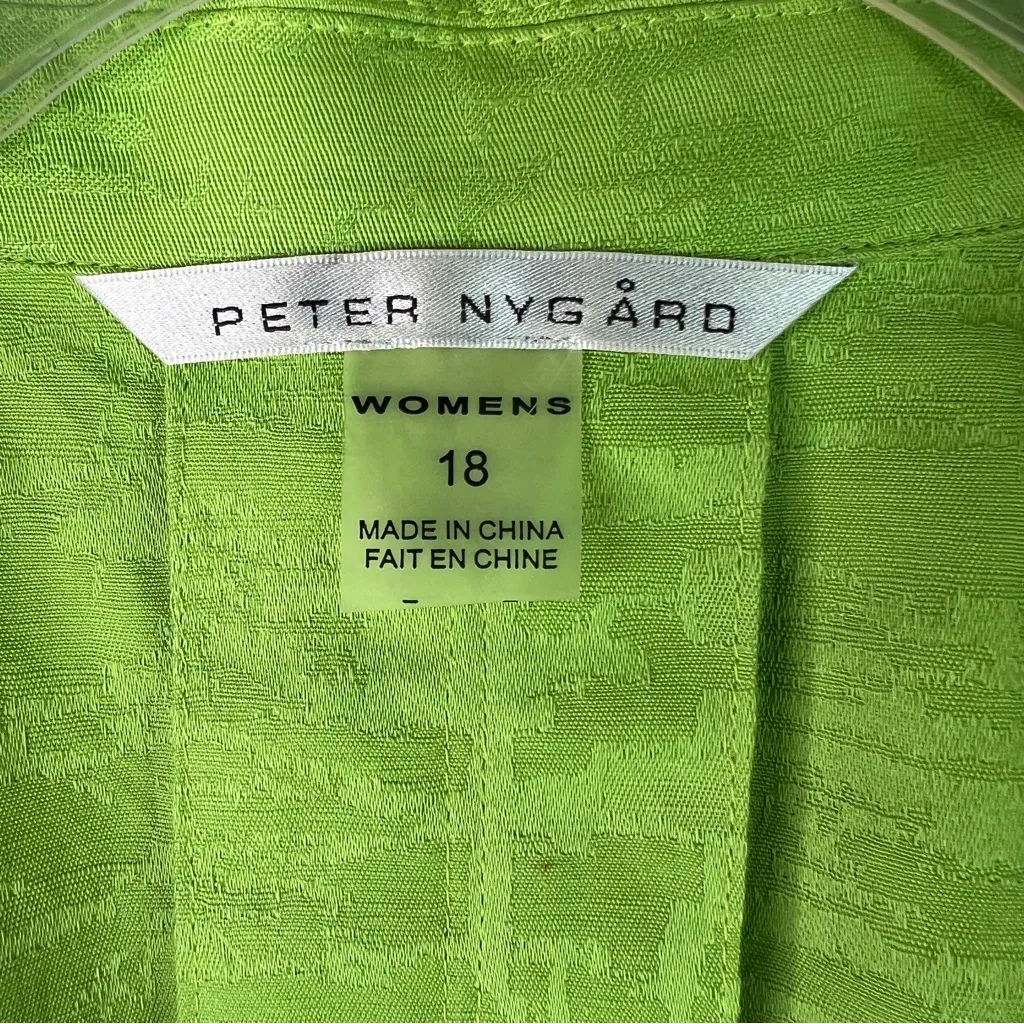 PETER NYGÅRD
WOMENS
18
MADE IN CHINA
FAIT EN CHINE